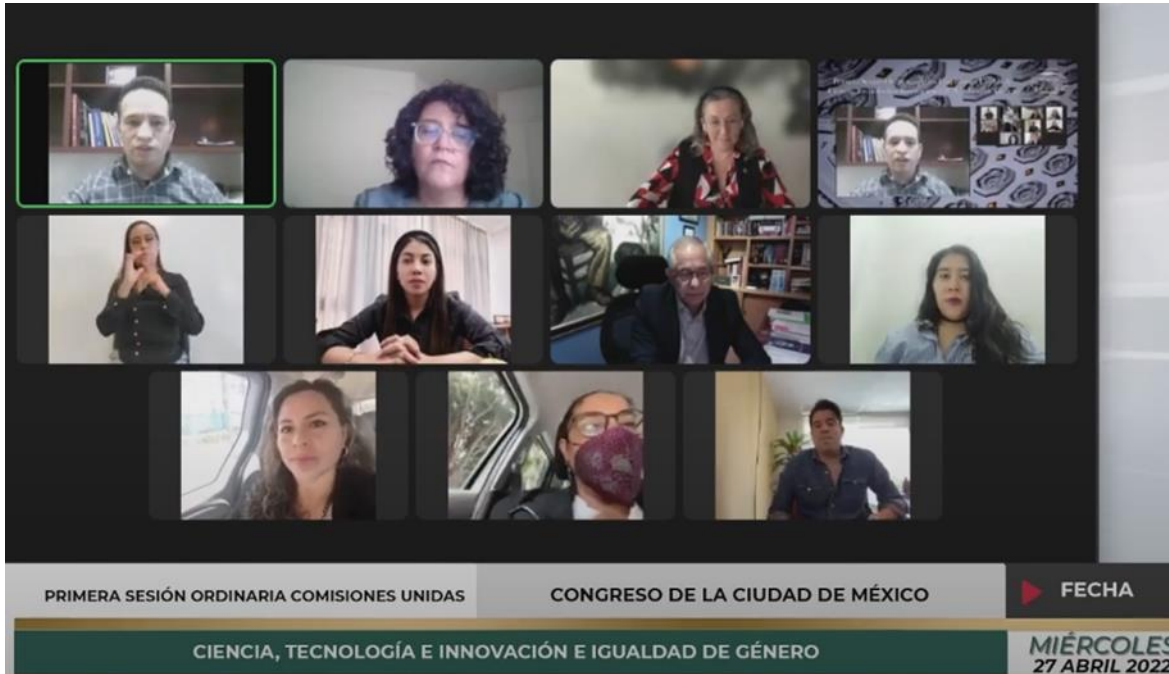 PRIMERA SESIÓN ORDINARIA COMISIONES UNIDAS
CONGRESO DE LA CIUDAD DE MÉXICO
FECHA
CIENCIA, TECNOLOGÍA E INNOVACIÓN E IGUALDAD DE GÉNERO
MIÉRCOLES
27 ABRIL 2022